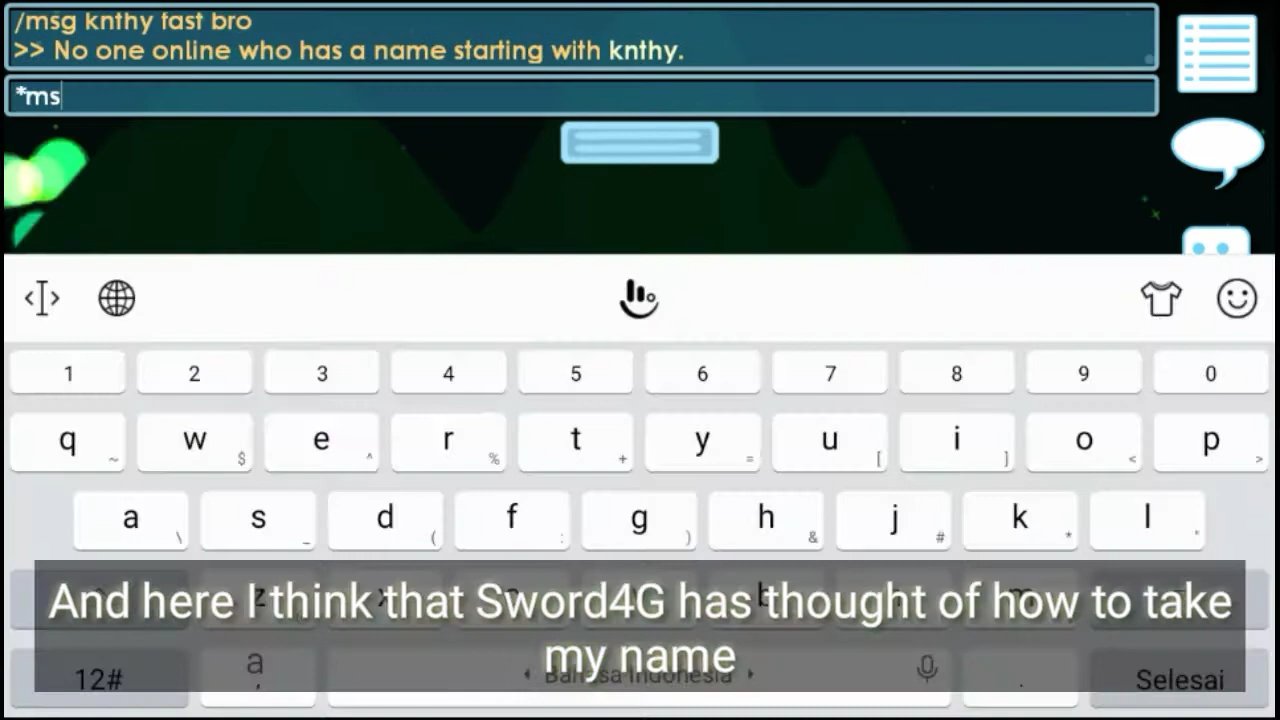 /msg knthy fast bro
>> No one online who has a name starting with knthy.
*ms
1 2 3 4 5 6 7 8 9 0
q w e r t y u i o p
~ $ ^ % + = [ ] < >
a s d f g h j k l
\ _ ( : ) & # * "
z x b m
And here I think that Sword4G has thought of how to take
my name
12# a , Bahasa Indonesia . Selesai